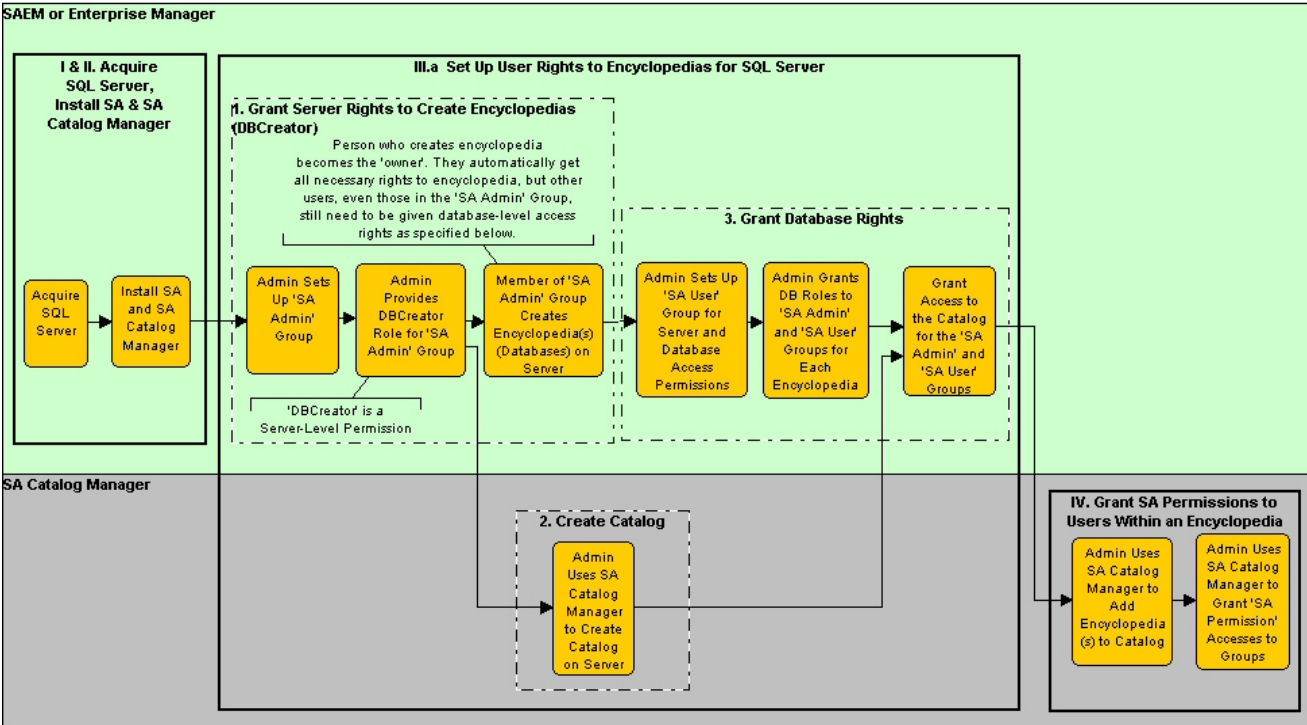 SAEM or Enterprise Manager
I & II. Acquire
SQL Server,
Install SA & SA
Catalog Manager
Acquire
SQL
Server
Install SA
and SA
Catalog
Manager
III.a Set Up User Rights to Encyclopedias for SQL Server
1. Grant Server Rights to Create Encyclopedias
(DBCreator)
Person who creates encyclopedia
becomes the 'owner'. They automatically get
all necessary rights to encyclopedia, but other
users, even those in the 'SA Admin' Group,
still need to be given database-level access
rights as specified below.
Admin Sets
Up 'SA
Admin'
Group
Admin
Provides
DBCreator
Role for 'SA
Admin' Group
Member of 'SA
Admin' Group
Creates
Encyclopedia(s)
(Databases) on
Server
'DBCreator' is a
Server-Level Permission
3. Grant Database Rights
Admin Sets Up
'SA User'
Group for
Server and
Database
Access
Permissions
Admin Grants
DB Roles to
'SA Admin'
and 'SA User'
Groups for
Each
Encyclopedia
Grant
Access to
the Catalog
for the 'SA
Admin' and
'SA User'
Groups
SA Catalog Manager
2. Create Catalog
Admin
Uses SA
Catalog
Manager
to Create
Catalog
on Server
IV. Grant SA Permissions to
Users Within an Encyclopedia
Admin Uses
SA Catalog
Manager to
Add
Encyclopedia
(s) to Catalog
Admin Uses
SA Catalog
Manager to
Grant 'SA
Permission'
Accesses to
Groups